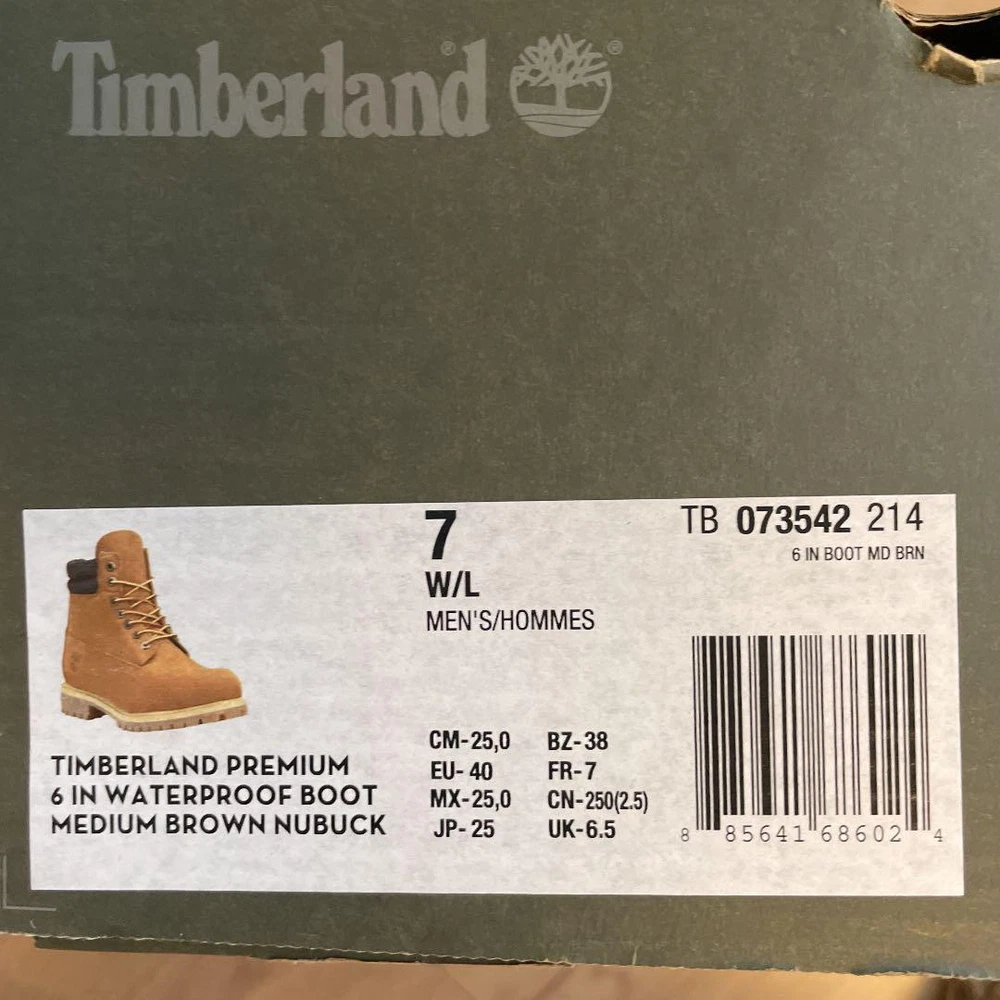 Timberland®
®
7
W/L
MEN'S/HOMMES
TB 073542 214
6 IN BOOT MD BRN
TIMBERLAND PREMIUM
6 IN WATERPROOF BOOT
MEDIUM BROWN NUBUCK
CM-25,0 BZ-38
EU-40 FR-7
MX-25,0 CN-250(2.5)
JP-25 UK-6.5
8 85641 68602 4